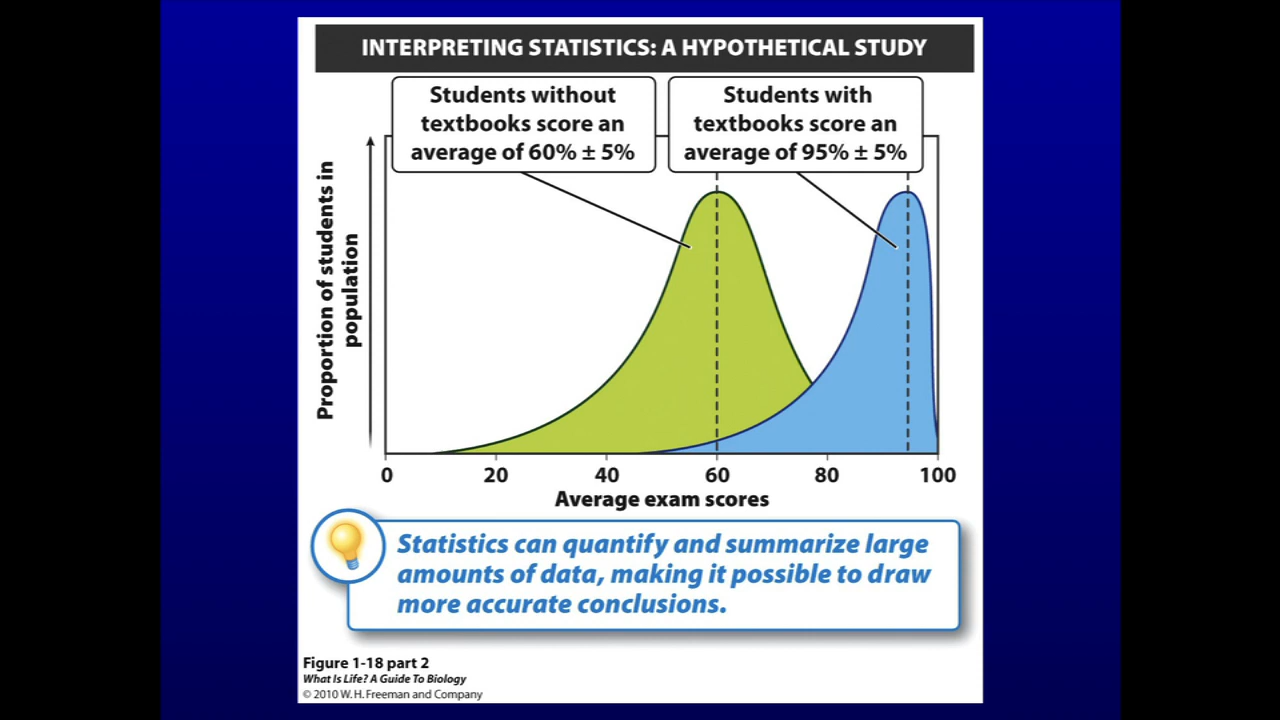 INTERPRETING STATISTICS: A HYPOTHETICAL STUDY
Students without
textbooks score an
average of 60% ± 5%
Students with
textbooks score an
average of 95% ± 5%
Proportion of students in
population
0 20 40 60 80 100
Average exam scores
Statistics can quantify and summarize large
amounts of data, making it possible to draw
more accurate conclusions.
Figure 1-18 part 2
What Is Life? A Guide To Biology
© 2010 W. H. Freeman and Company